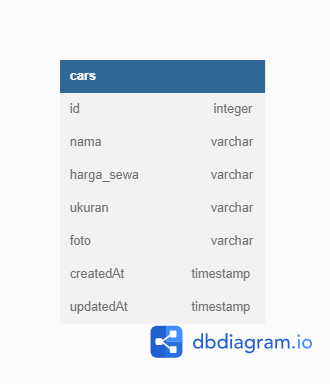 cars
id integer
nama varchar
harga_sewa varchar
ukuran varchar
foto varchar
createdAt timestamp
updatedAt timestamp
dbdiagram.io